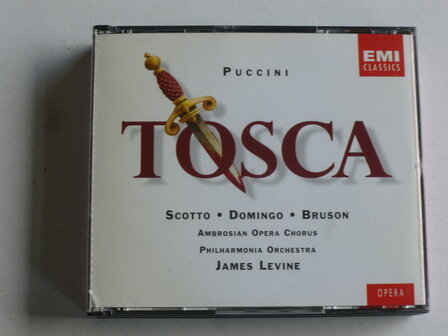 PUCCINI
EMI
CLASSICS
TOSCA
SCOTTO • DOMINGO • BRUSON
AMBROSIAN OPERA CHORUS
PHILHARMONIA ORCHESTRA
JAMES LEVINE
OPERA